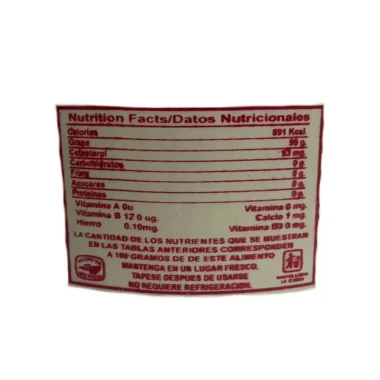 Nutrition Facts/Datos Nutricionales
Calorias 891 Kcal.
Grasa 99 g.
Colestarol 93 mg.
Carbohidratos 0 g.
Fibra 0 g.
Azucares 0 g.
Proteinas 0 g.
Vitamina A 0u Vitamina D mg.
Vitamina B 12 0 ug. Calcio 1 mg.
Hierro 0.10mg. Vitamina B3 0 mg.
LA CANTIDAD DE LOS NUTRIENTES QUE SE MUESTRAN
EN LAS TABLAS ANTERIORES CORRESPONDEN
A 100 GRAMOS DE DE ESTE ALIMENTO
MANTENGA EN UN LUGAR FRESCO,
TAPESE DESPUES DE USARSE
NO REQUIERE REFRIGERACION.